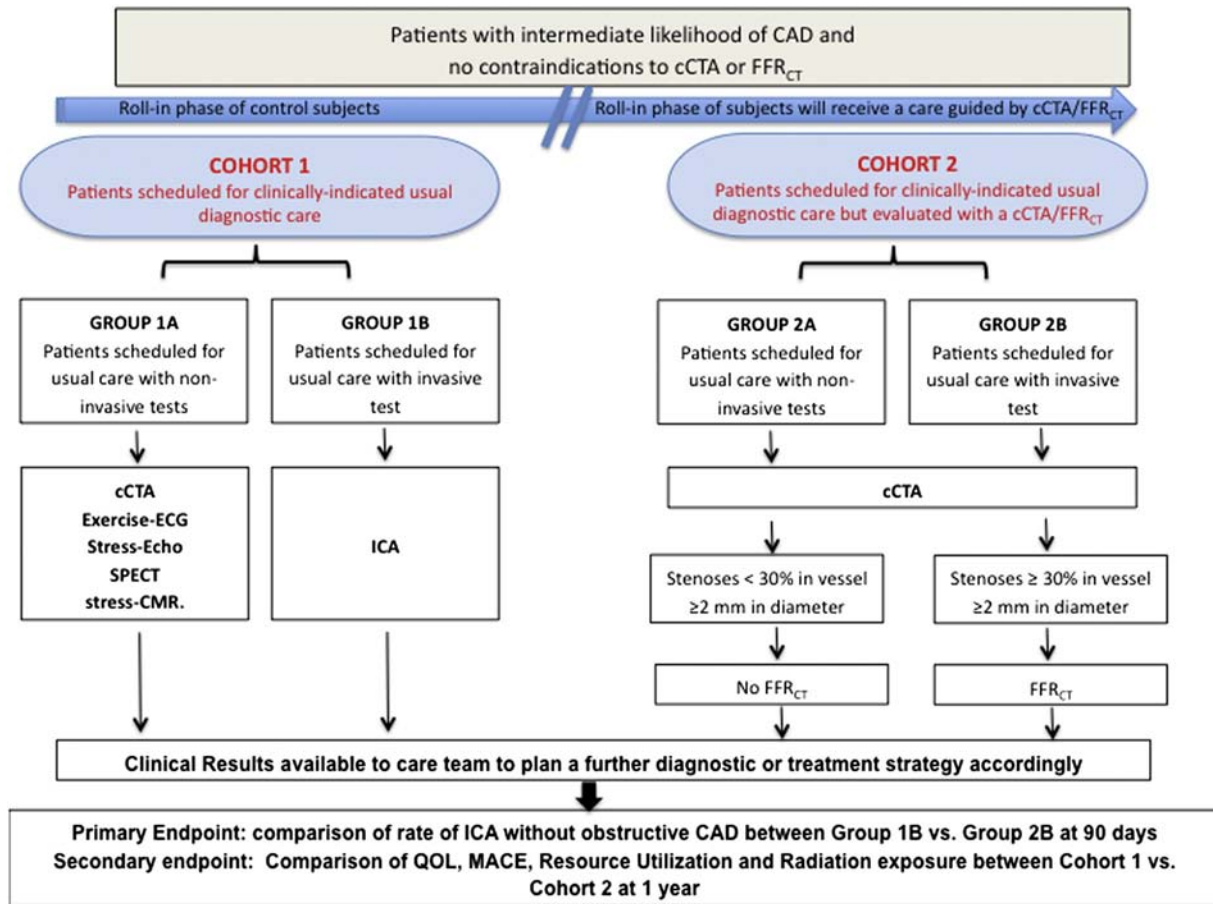 Patients with intermediate likelihood of CAD and
no contraindications to cCTA or FFRCT
Roll-in phase of control subjects
Roll-in phase of subjects will receive a care guided by cCTA/FFRCT
COHORT 1
Patients scheduled for clinically-indicated usual
diagnostic care
COHORT 2
Patients scheduled for clinically-indicated usual
diagnostic care but evaluated with a cCTA/FFRCT
GROUP 1A
Patients scheduled for
usual care with non-
invasive tests
GROUP 1B
Patients scheduled for
usual care with invasive
test
GROUP 2A
Patients scheduled for
usual care with non-
invasive tests
GROUP 2B
Patients scheduled for
usual care with invasive
test
cCTA
Exercise-ECG
Stress-Echo
SPECT
stress-CMR.
ICA
cCTA
Stenoses < 30% in vessel
≥2 mm in diameter
Stenoses ≥ 30% in vessel
≥2 mm in diameter
No FFRCT
FFRCT
Clinical Results available to care team to plan a further diagnostic or treatment strategy accordingly
Primary Endpoint: comparison of rate of ICA without obstructive CAD between Group 1B vs. Group 2B at 90 days
Secondary endpoint: Comparison of QOL, MACE, Resource Utilization and Radiation exposure between Cohort 1 vs.
Cohort 2 at 1 year